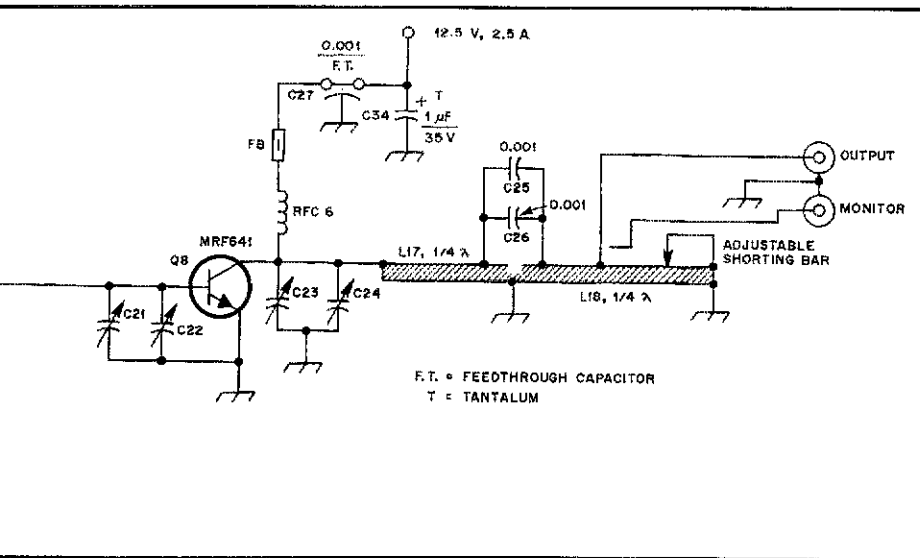 12.5 V, 2.5 A
0.001
F.T.
C27
+ T
C34
1 µF
35 V
FB
RFC 6
0.001
C25
0.001
C26
OUTPUT
MONITOR
ADJUSTABLE
SHORTING BAR
MRF641
Q8
L17, 1/4 λ
L18, 1/4 λ
C21
C22
C23
C24
F.T. = FEEDTHROUGH CAPACITOR
T = TANTALUM